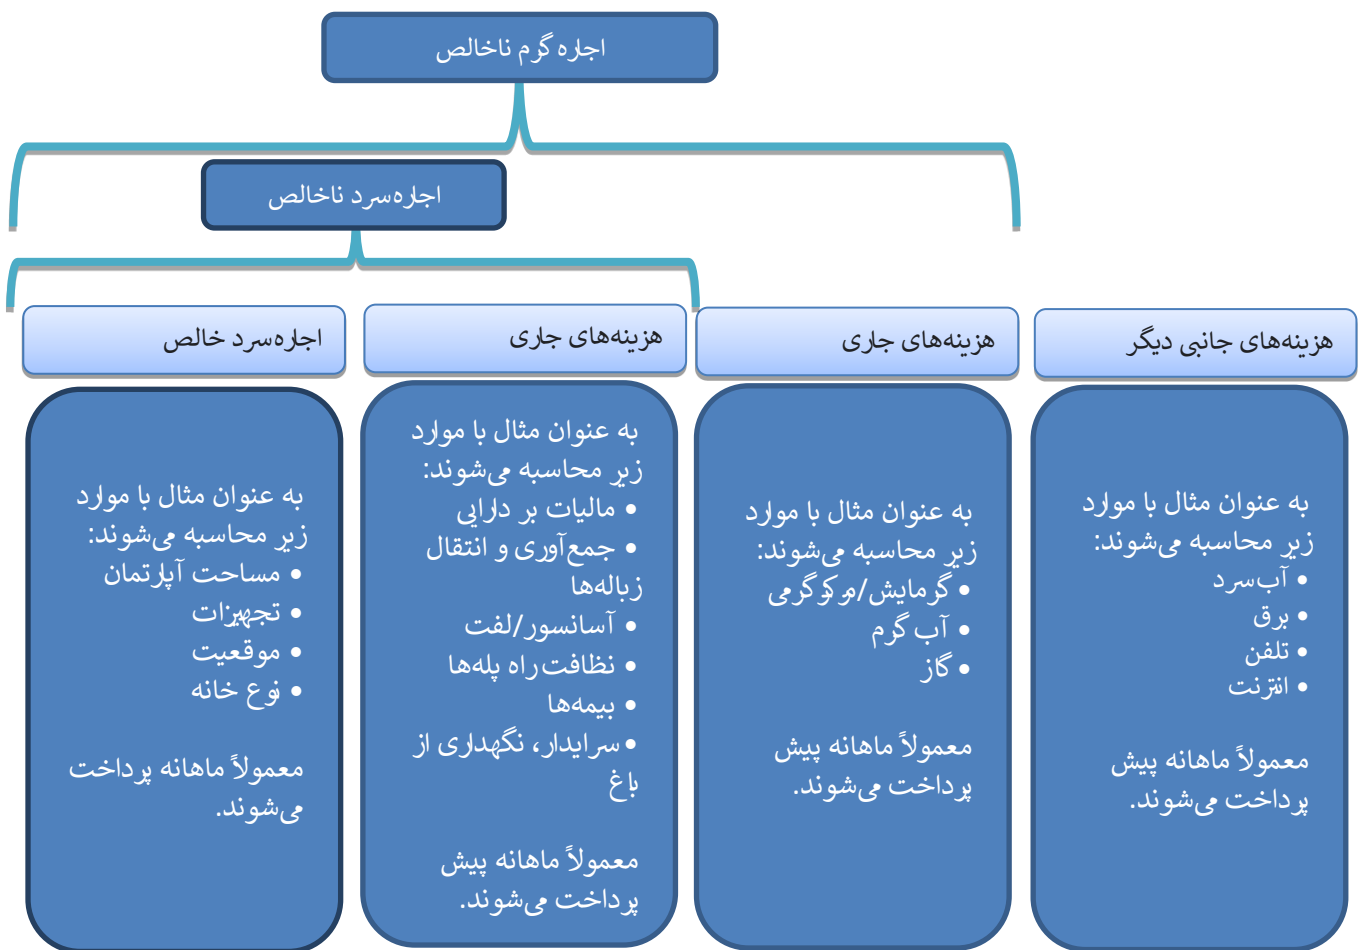 اجاره گرم ناخالص
اجاره‌سرد ناخالص
هزینه‌های جانبی دیگر
هزینه‌های جاری
هزینه‌های جاری
اجاره‌سرد خالص
به عنوان مثال با موارد
زیر محاسبه می‌شوند:
• آب‌سرد
• برق
• تلفن
• انترنت
معمولاً ماهانه پیش
پرداخت می‌شوند.
به عنوان مثال با موارد
زیر محاسبه می‌شوند:
• گرمایش/مرکوگرمی
• آب گرم
• گاز
معمولاً ماهانه پیش
پرداخت می‌شوند.
به عنوان مثال با موارد
زیر محاسبه می‌شوند:
• مالیات بر دارایی
• جمع‌آوری و انتقال
زباله‌ها
• آسانسور/لفت
• نظافت راه پله‌ها
• بیمه‌ها
• سرایدار، نگهداری از
باغ
معمولاً ماهانه پیش
پرداخت می‌شوند.
به عنوان مثال با موارد
زیر محاسبه می‌شوند:
• مساحت آپارتمان
• تجهیزات
• موقعیت
• نوع خانه
معمولاً ماهانه پرداخت
می‌شوند.